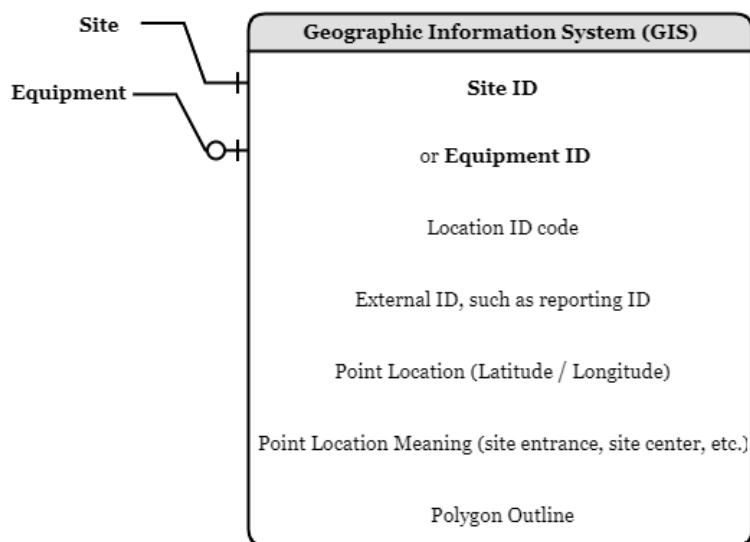 Site
Equipment
Geographic Information System (GIS)
Site ID
or Equipment ID
Location ID code
External ID, such as reporting ID
Point Location (Latitude / Longitude)
Point Location Meaning (site entrance, site center, etc.)
Polygon Outline